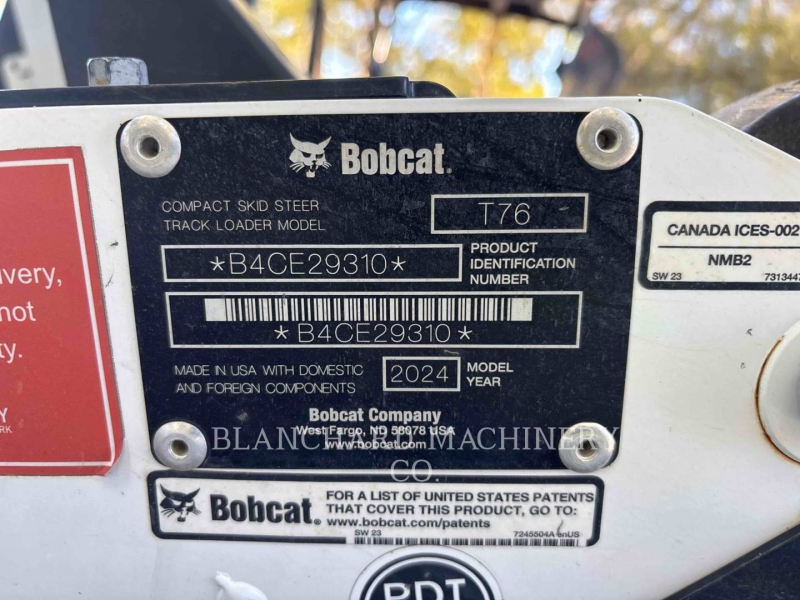 Bobcat.
COMPACT SKID STEER
TRACK LOADER MODEL
T76
*B4CE29310*
PRODUCT
IDENTIFICATION
NUMBER
*B4CE29310*
MADE IN USA WITH DOMESTIC
AND FOREIGN COMPONENTS
2024
MODEL
YEAR
Bobcat Company
West Fargo, ND 58078 USA
www.bobcat.com
BLANCHARD MACHINERY
CO.
Bobcat.
FOR A LIST OF UNITED STATES PATENTS
THAT COVER THIS PRODUCT, GO TO:
www.bobcat.com/patents
SW 23
7245504A enUS
CANADA ICES-002
NMB2
SW 23
7313447
not
PDT